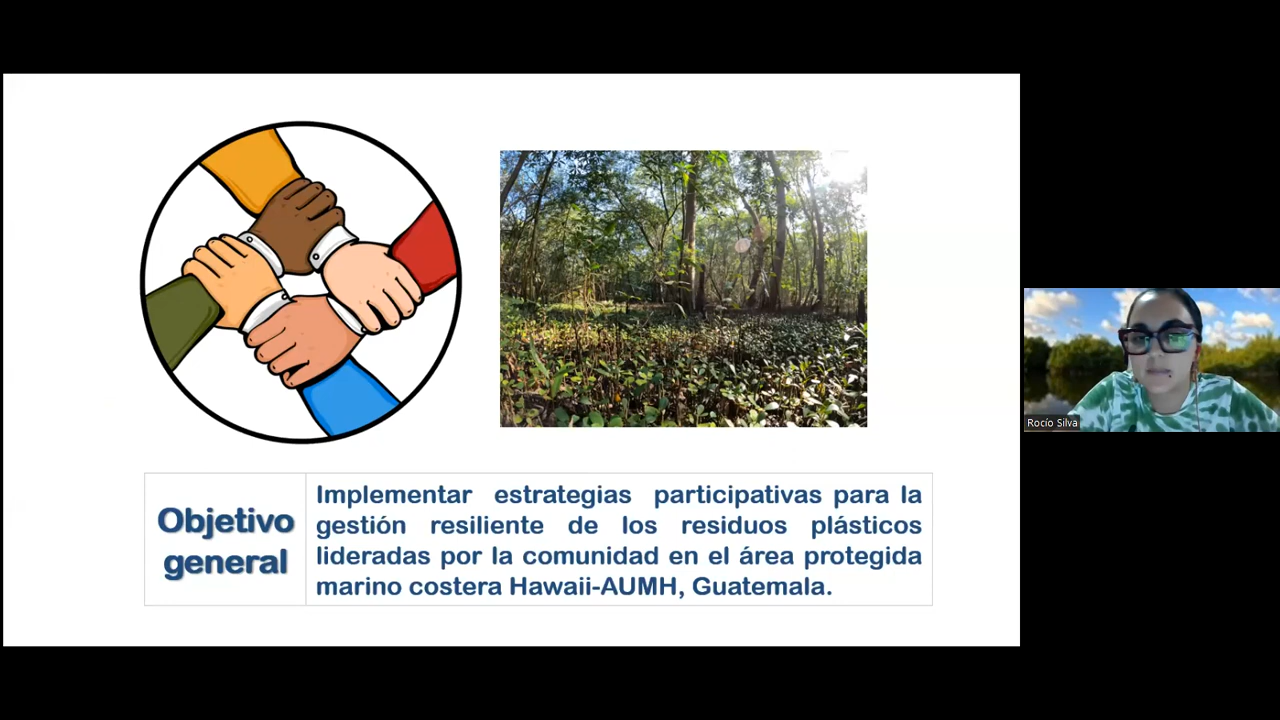 Objetivo
general
Implementar estrategias participativas para la
gestión resiliente de los residuos plásticos
lideradas por la comunidad en el área protegida
marino costera Hawaii-AUMH, Guatemala.
Rocío Silva